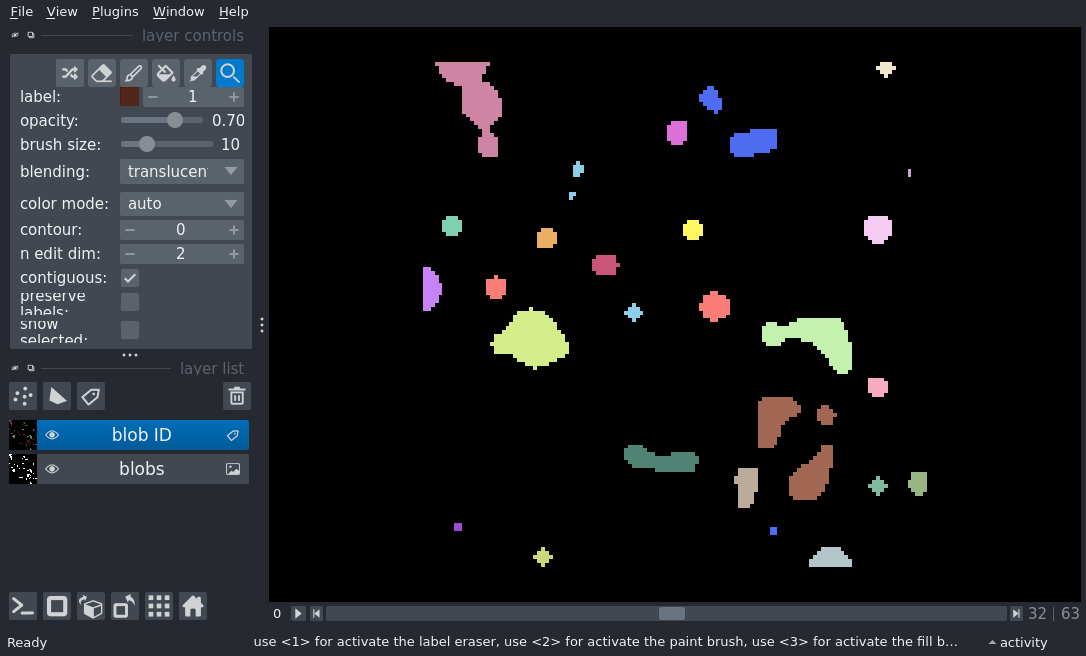 File View Plugins Window Help
layer controls
label: 1
opacity: 0.70
brush size: 10
blending: translucen
color mode: auto
contour: 0
n edit dim: 2
contiguous:
preserve
labels:
show
selected:
layer list
blob ID
blobs
0 32 | 63
Ready use <1> for activate the label eraser, use <2> for activate the paint brush, use <3> for activate the fill b... activity